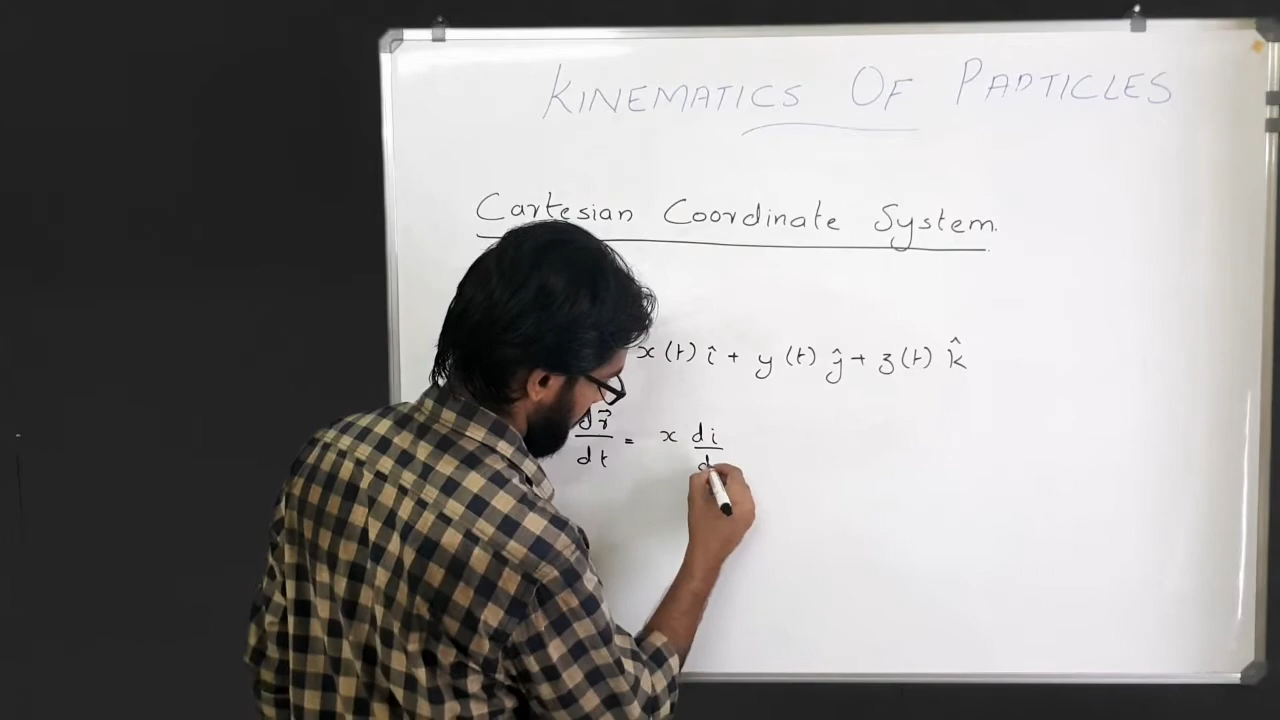 KINEMATICS OF PARTICLES
Cartesian Coordinate System.
x(t) î + y(t) ĵ + z(t) k̂
dr⃗/dt = x di/d